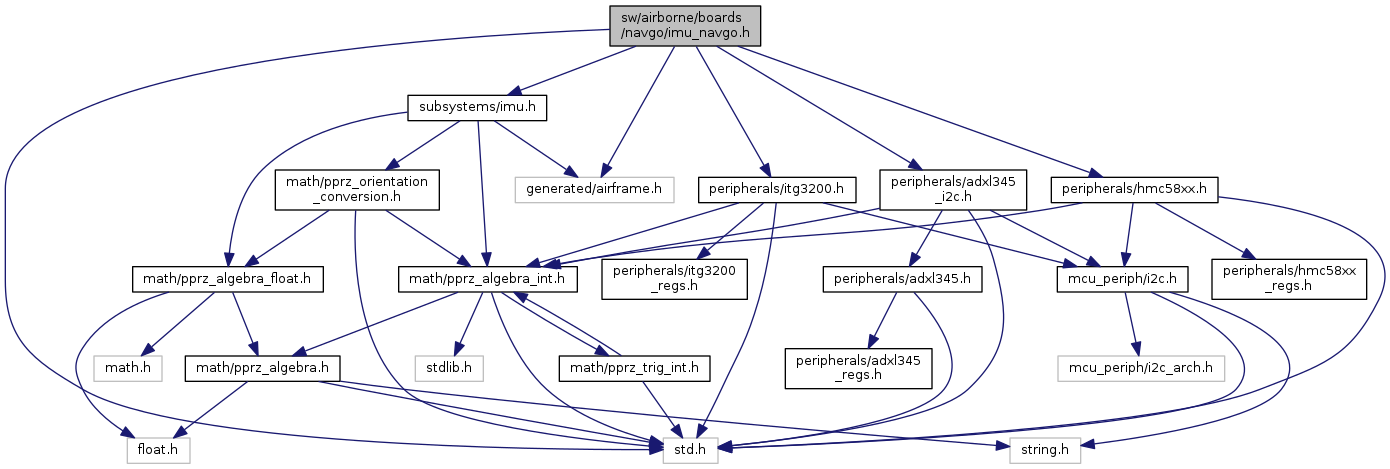 sw/airborne/boards
/navgo/imu_navgo.h
subsystems/imu.h
math/pprz_orientation
_conversion.h
generated/airframe.h
peripherals/itg3200.h
peripherals/adxl345
_i2c.h
peripherals/hmc58xx.h
math/pprz_algebra_float.h
math/pprz_algebra_int.h
peripherals/itg3200
_regs.h
peripherals/adxl345.h
mcu_periph/i2c.h
peripherals/hmc58xx
_regs.h
math.h
math/pprz_algebra.h
stdlib.h
math/pprz_trig_int.h
peripherals/adxl345
_regs.h
mcu_periph/i2c_arch.h
float.h
std.h
string.h